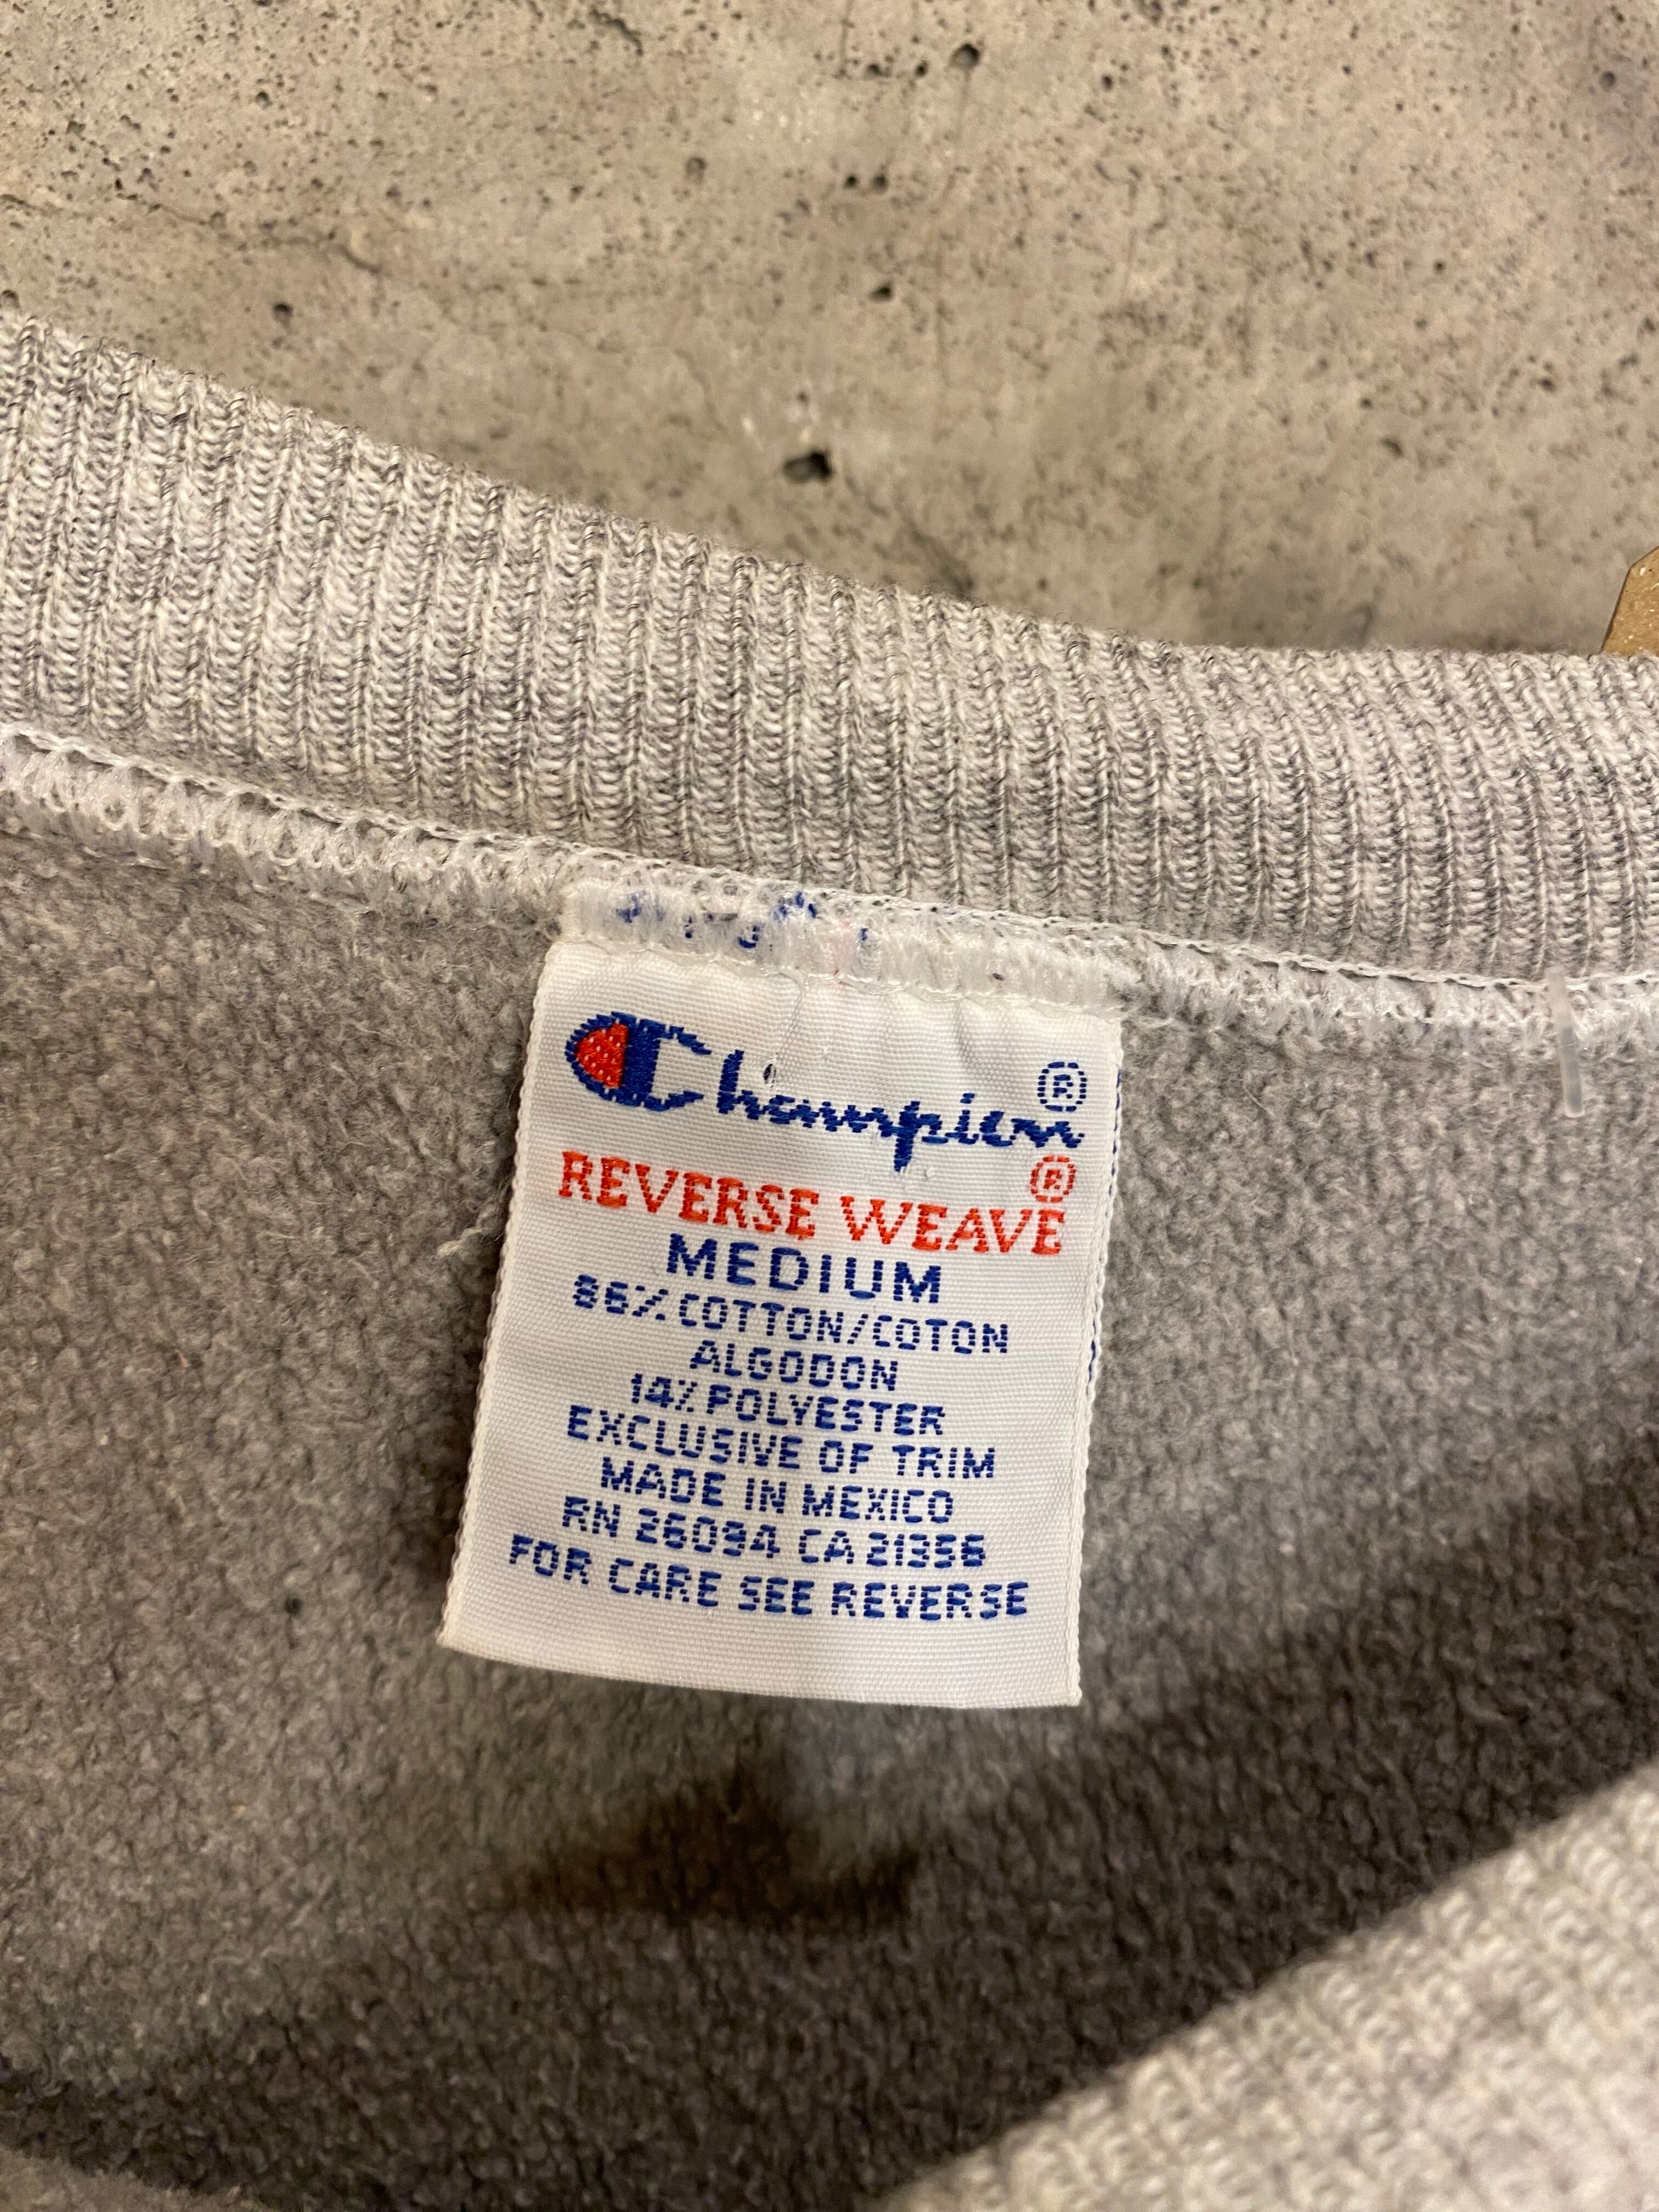 Champion®
REVERSE WEAVE®
MEDIUM
86% COTTON/COTON
ALGODON
14% POLYESTER
EXCLUSIVE OF TRIM
MADE IN MEXICO
RN 26094 CA 21356
FOR CARE SEE REVERSE